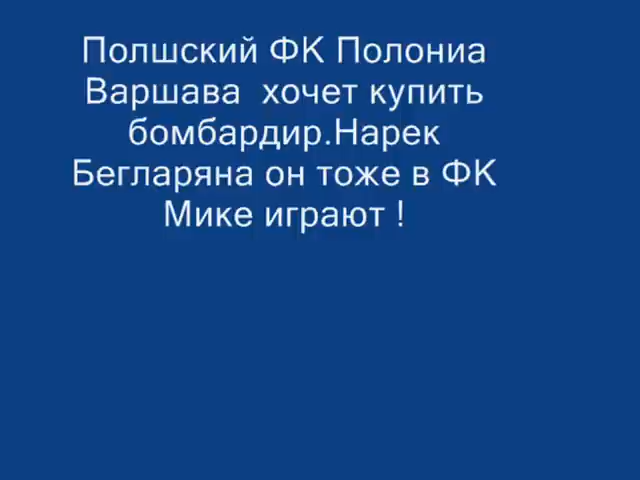 Полшский ФК Полониа
Варшава  хочет купить
бомбардир.Нарек
Бегларяна он тоже в ФК
Мике играют !